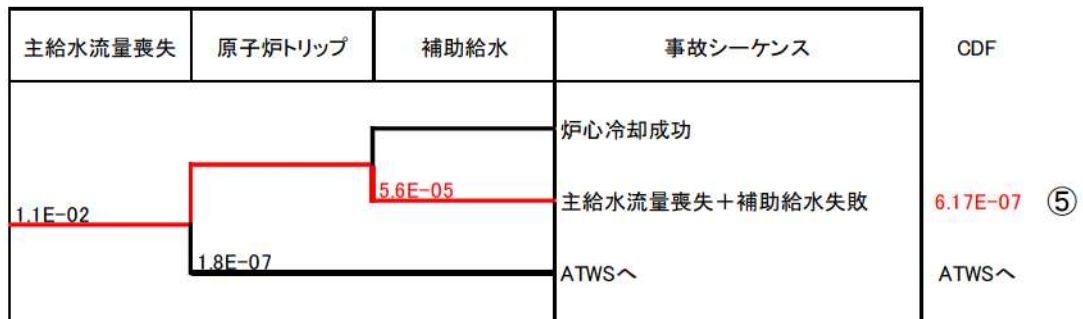 主給水流量喪失 原子炉トリップ 補助給水 事故シーケンス CDF
炉心冷却成功
5.6E-05 主給水流量喪失+補助給水失敗 6.17E-07 ⑤
1.1E-02
1.8E-07 ATWSへ ATWSへ